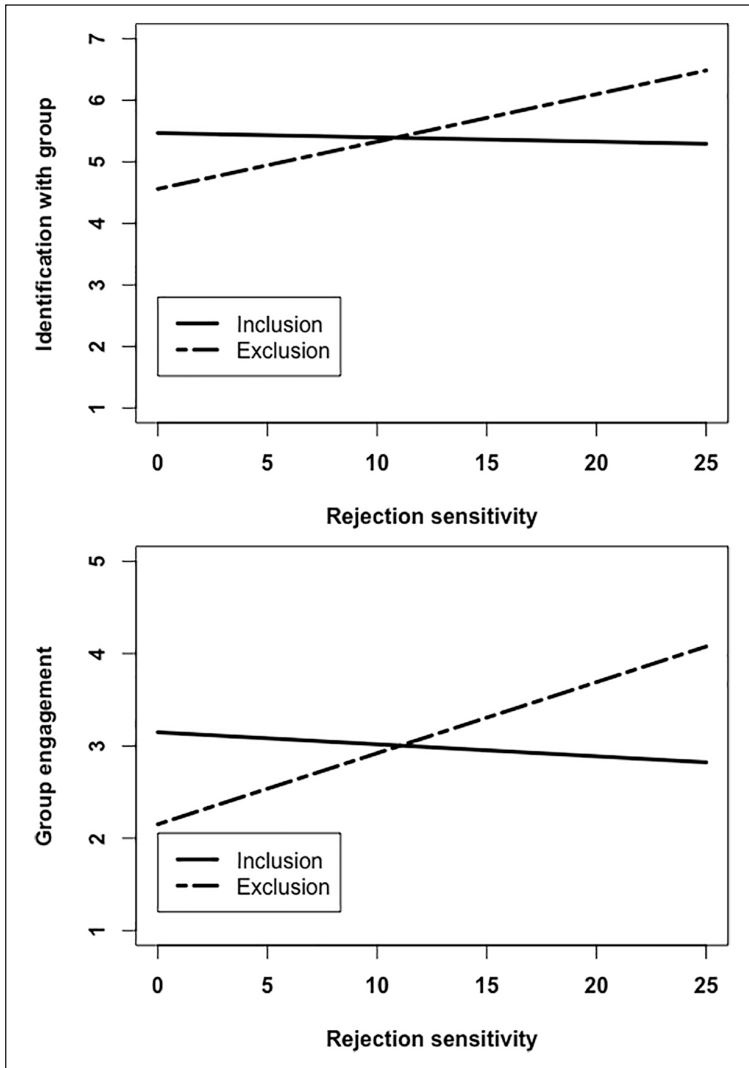 Identification with group
7
6
5
4
3
2
1
Inclusion
Exclusion
0 5 10 15 20 25
Rejection sensitivity
Group engagement
5
4
3
2
1
Inclusion
Exclusion
0 5 10 15 20 25
Rejection sensitivity